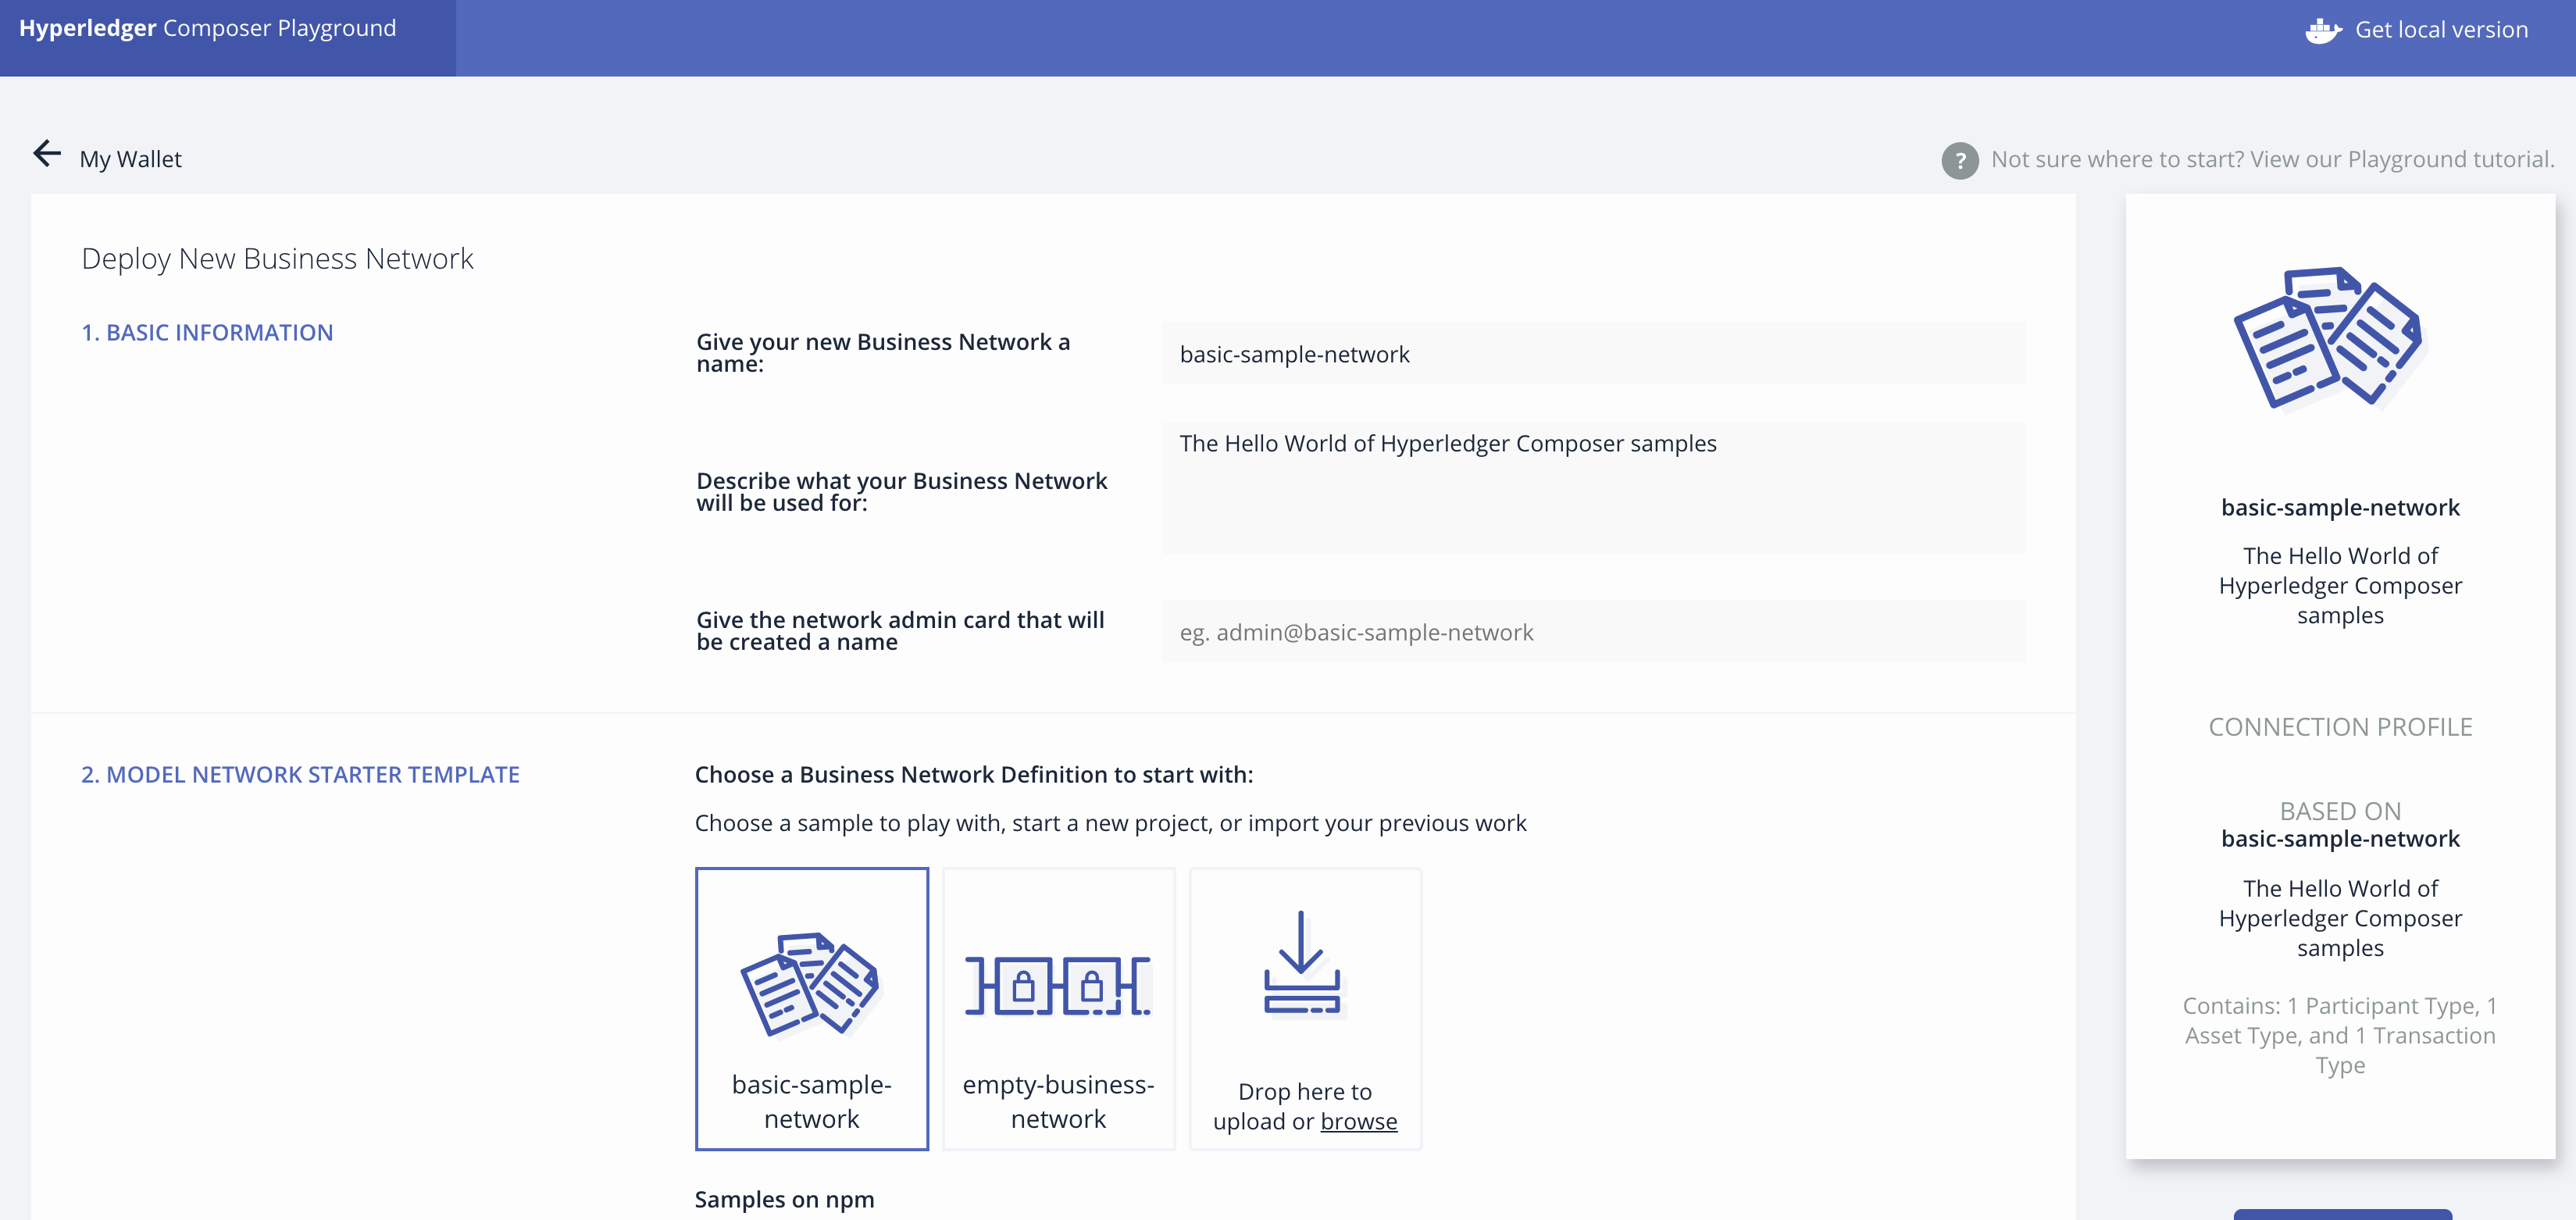 Hyperledger Composer Playground
Get local version
My Wallet
? Not sure where to start? View our Playground tutorial.
Deploy New Business Network
1. BASIC INFORMATION
Give your new Business Network a
name:
basic-sample-network
Describe what your Business Network
will be used for:
The Hello World of Hyperledger Composer samples
Give the network admin card that will
be created a name
eg. admin@basic-sample-network
2. MODEL NETWORK STARTER TEMPLATE
Choose a Business Network Definition to start with:
Choose a sample to play with, start a new project, or import your previous work
basic-sample-
network
empty-business-
network
Drop here to
upload or browse
Samples on npm
basic-sample-network
The Hello World of
Hyperledger Composer
samples
CONNECTION PROFILE
BASED ON
basic-sample-network
The Hello World of
Hyperledger Composer
samples
Contains: 1 Participant Type, 1
Asset Type, and 1 Transaction
Type